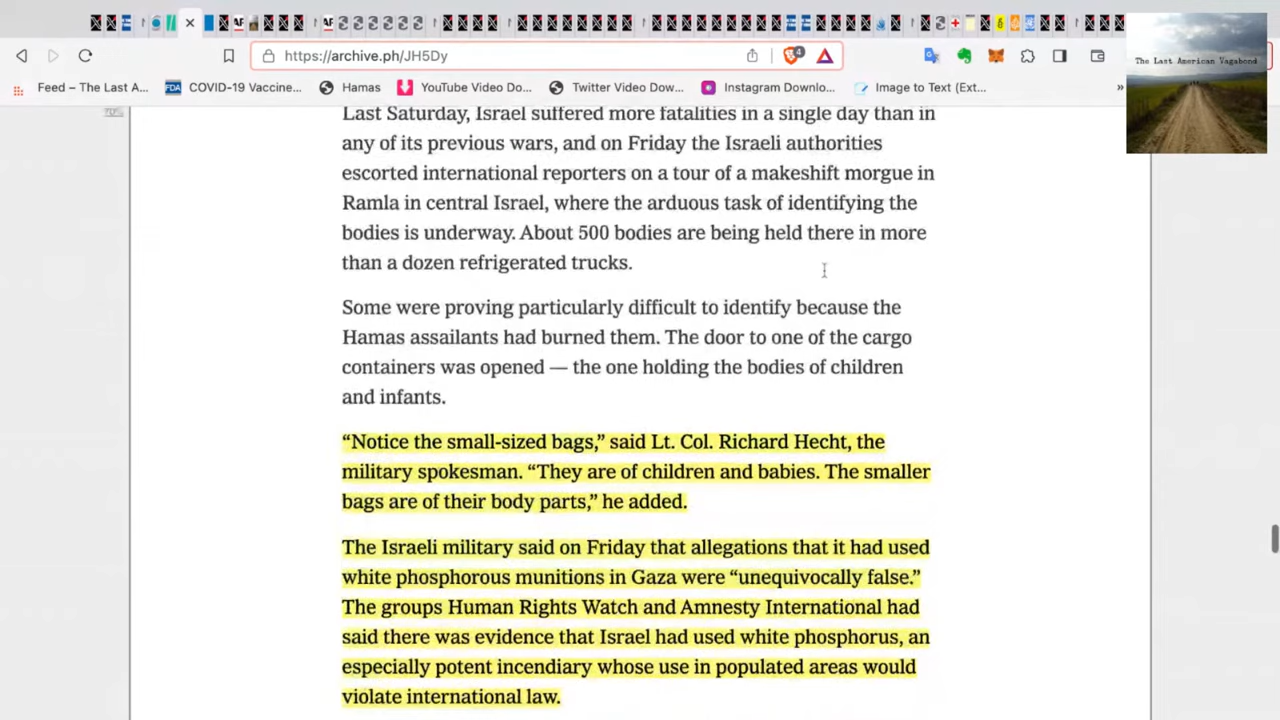 https://archive.ph/JH5Dy
4
Feed – The Last A...
FDA
COVID-19 Vaccine...
Hamas
YouTube Video Do...
Twitter Video Dow...
Instagram Downlo...
Image to Text (Ext...
»
The Last American Vagabond
Last Saturday, Israel suffered more fatalities in a single day than in
any of its previous wars, and on Friday the Israeli authorities
escorted international reporters on a tour of a makeshift morgue in
Ramla in central Israel, where the arduous task of identifying the
bodies is underway. About 500 bodies are being held there in more
than a dozen refrigerated trucks.
Some were proving particularly difficult to identify because the
Hamas assailants had burned them. The door to one of the cargo
containers was opened — the one holding the bodies of children
and infants.
“Notice the small-sized bags,” said Lt. Col. Richard Hecht, the
military spokesman. “They are of children and babies. The smaller
bags are of their body parts,” he added.
The Israeli military said on Friday that allegations that it had used
white phosphorous munitions in Gaza were “unequivocally false.”
The groups Human Rights Watch and Amnesty International had
said there was evidence that Israel had used white phosphorus, an
especially potent incendiary whose use in populated areas would
violate international law.